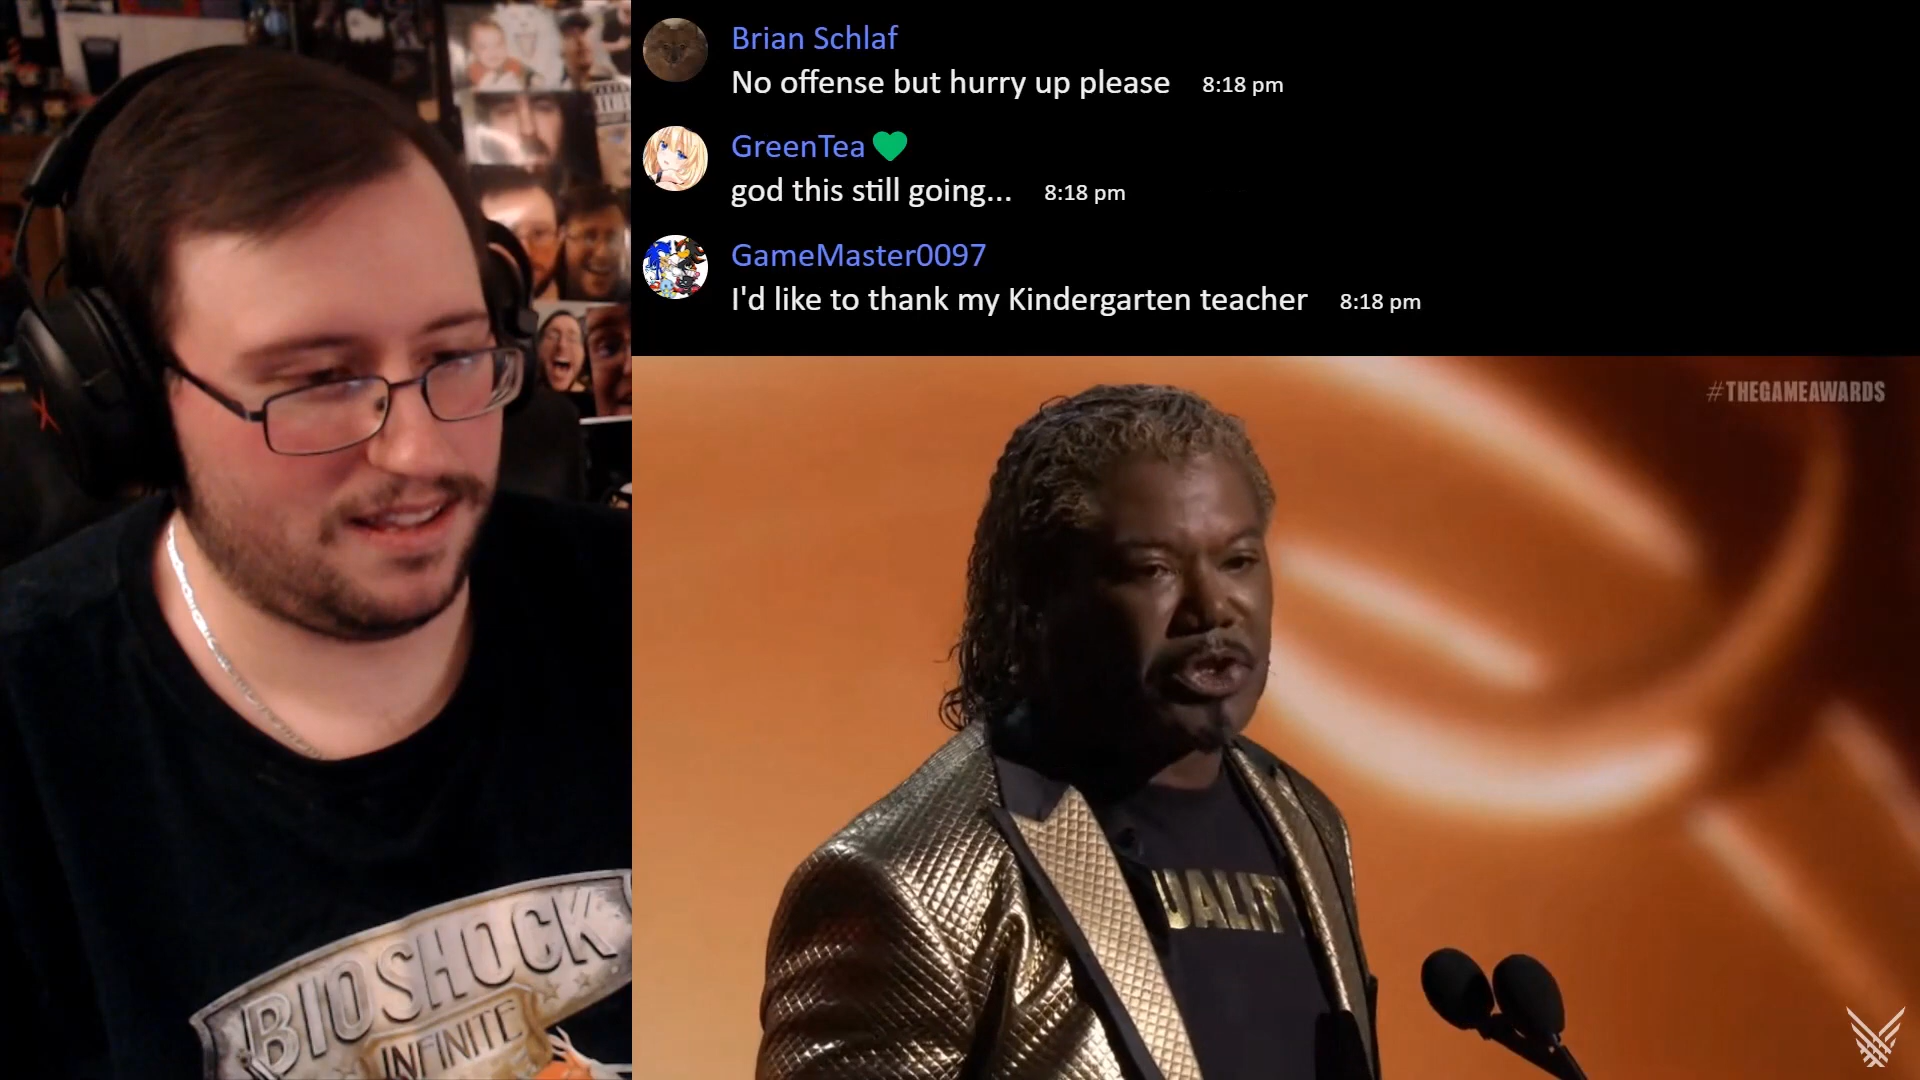 Brian Schlaf
No offense but hurry up please 8:18 pm
GreenTea
god this still going... 8:18 pm
GameMaster0097
I'd like to thank my Kindergarten teacher 8:18 pm
#THEGAMEAWARDS
UALITY
BIOSHOCK
INFINITE